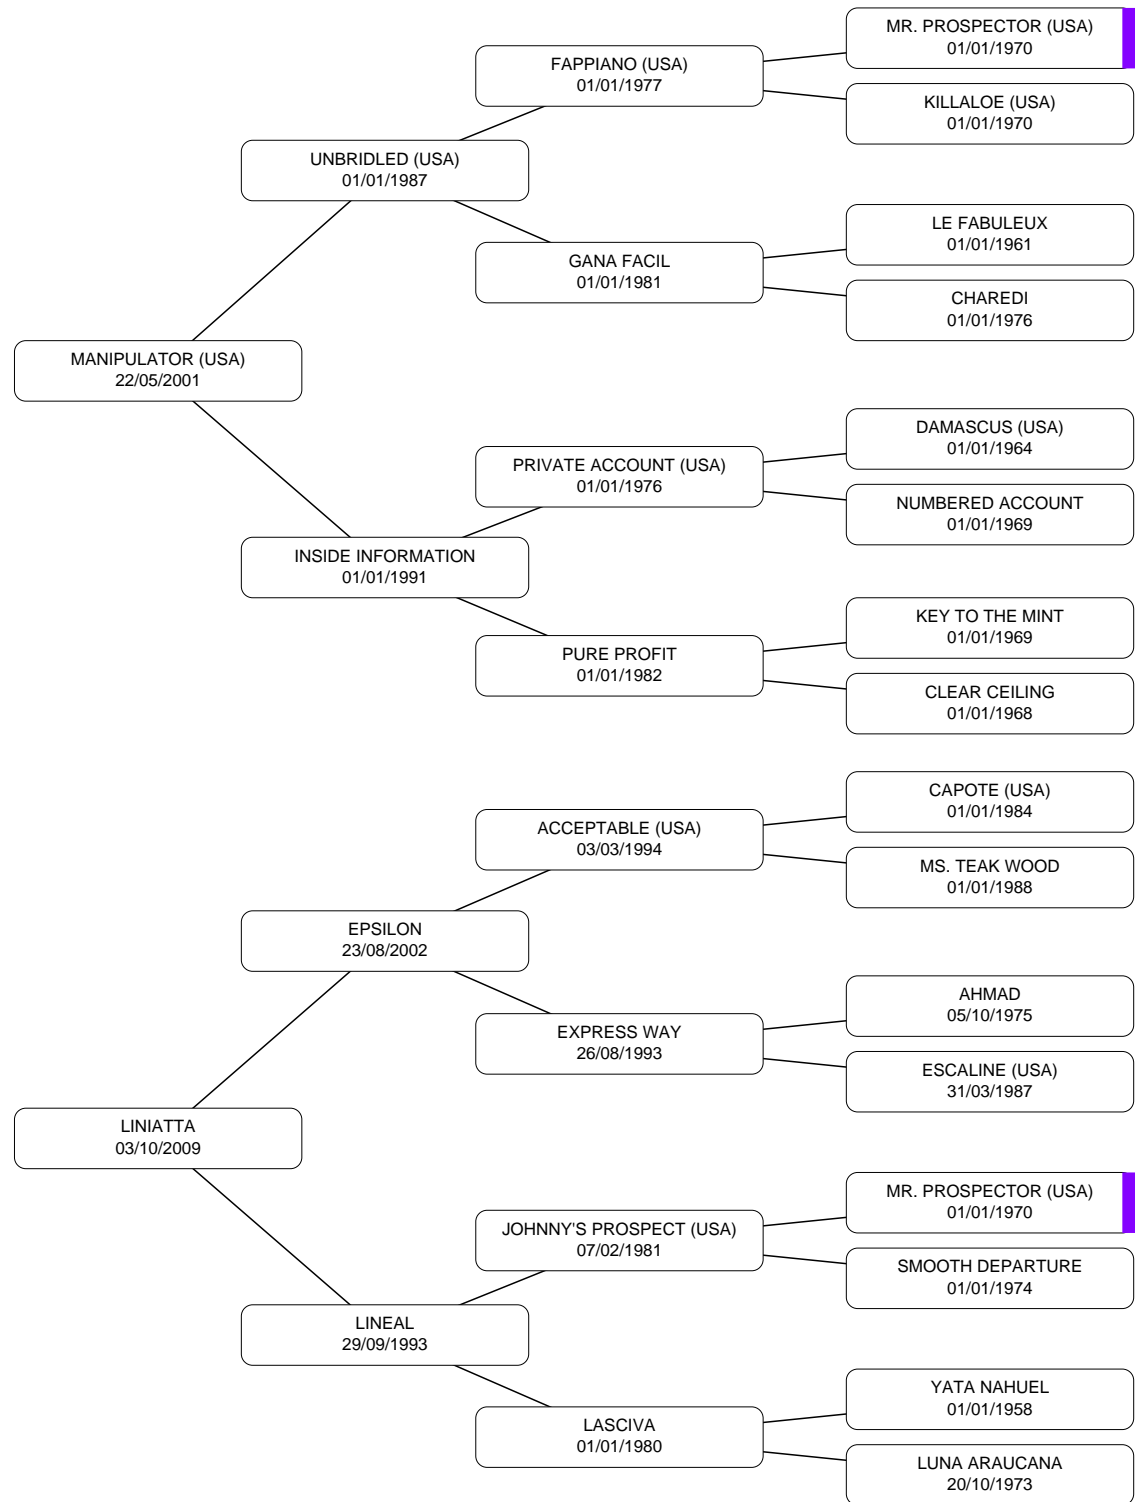 MR. PROSPECTOR (USA)
01/01/1970
FAPPIANO (USA)
01/01/1977
KILLALOE (USA)
01/01/1970
UNBRIDLED (USA)
01/01/1987
LE FABULEUX
01/01/1961
GANA FACIL
01/01/1981
CHAREDI
01/01/1976
MANIPULATOR (USA)
22/05/2001
DAMASCUS (USA)
01/01/1964
PRIVATE ACCOUNT (USA)
01/01/1976
NUMBERED ACCOUNT
01/01/1969
INSIDE INFORMATION
01/01/1991
KEY TO THE MINT
01/01/1969
PURE PROFIT
01/01/1982
CLEAR CEILING
01/01/1968
CAPOTE (USA)
01/01/1984
ACCEPTABLE (USA)
03/03/1994
MS. TEAK WOOD
01/01/1988
EPSILON
23/08/2002
AHMAD
05/10/1975
EXPRESS WAY
26/08/1993
ESCALINE (USA)
31/03/1987
LINIATTA
03/10/2009
MR. PROSPECTOR (USA)
01/01/1970
JOHNNY'S PROSPECT (USA)
07/02/1981
SMOOTH DEPARTURE
01/01/1974
LINEAL
29/09/1993
YATA NAHUEL
01/01/1958
LASCIVA
01/01/1980
LUNA ARAUCANA
20/10/1973